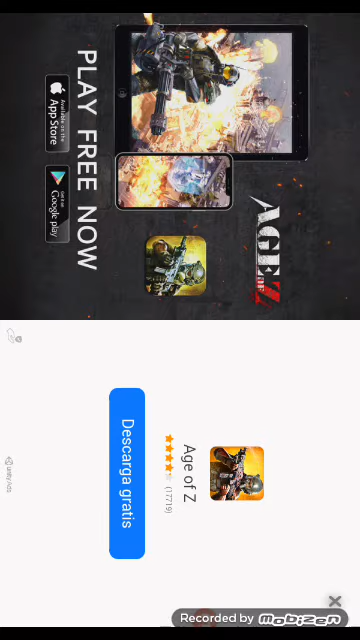 AGE OF Z
PLAY FREE NOW
Available on the
App Store
GET IT ON
Google play
Age of Z
(17719)
Descarga gratis
unity Ads
Recorded by mobizen